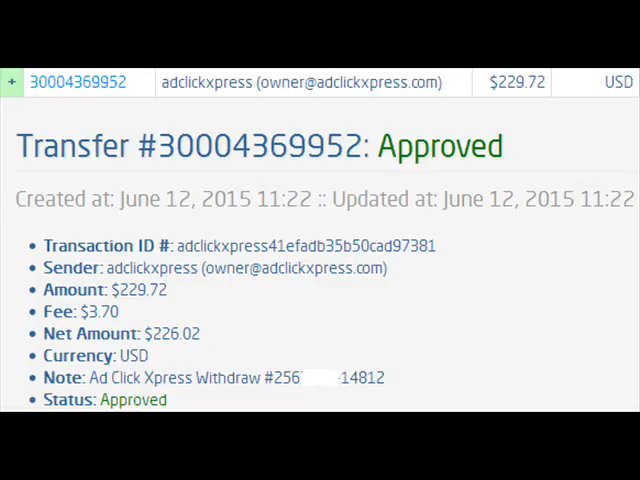 + 30004369952 adclickxpress (owner@adclickxpress.com) $229.72 USD
Transfer #30004369952: Approved
Created at: June 12, 2015 11:22 :: Updated at: June 12, 2015 11:22
• Transaction ID #: adclickxpress41efadb35b50cad97381
• Sender: adclickxpress (owner@adclickxpress.com)
• Amount: $229.72
• Fee: $3.70
• Net Amount: $226.02
• Currency: USD
• Note: Ad Click Xpress Withdraw #256 -14812
• Status: Approved